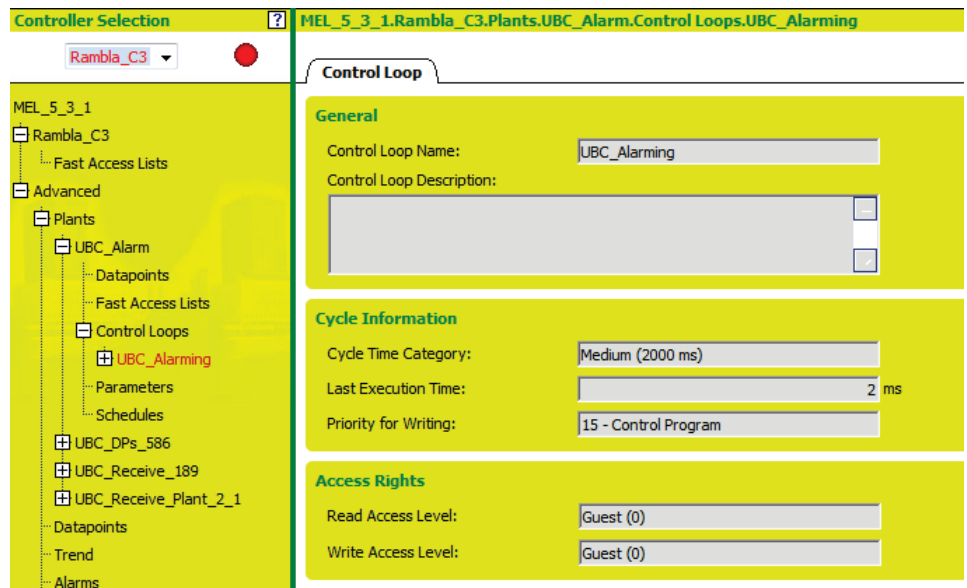 Controller Selection
?
Rambla_C3
MEL_5_3_1
Rambla_C3
Fast Access Lists
Advanced
Plants
UBC_Alarm
Datapoints
Fast Access Lists
Control Loops
UBC_Alarming
Parameters
Schedules
UBC_DPs_586
UBC_Receive_189
UBC_Receive_Plant_2_1
Datapoints
Trend
Alarms
MEL_5_3_1.Rambla_C3.Plants.UBC_Alarm.Control Loops.UBC_Alarming
Control Loop
General
Control Loop Name: UBC_Alarming
Control Loop Description:
Cycle Information
Cycle Time Category: Medium (2000 ms)
Last Execution Time: 2 ms
Priority for Writing: 15 - Control Program
Access Rights
Read Access Level: Guest (0)
Write Access Level: Guest (0)